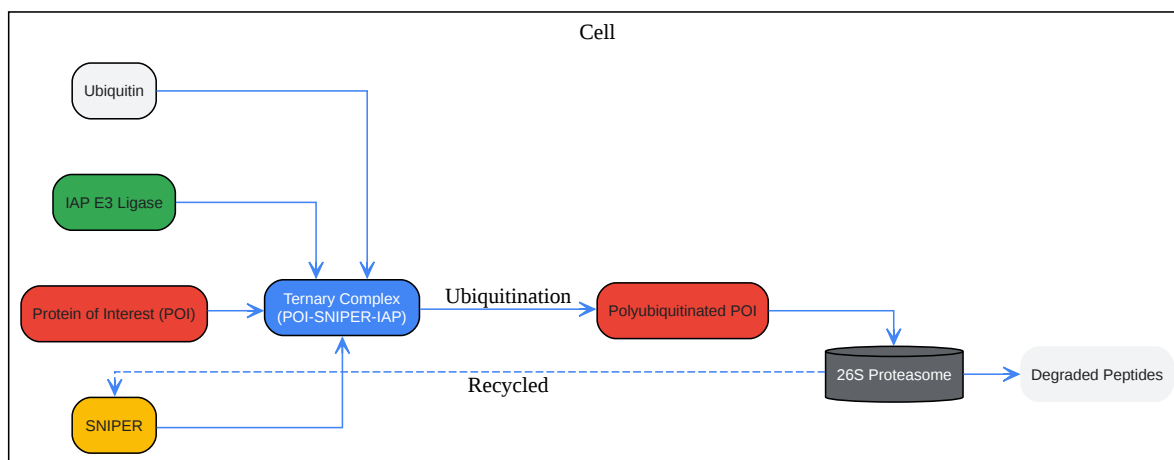 Cell
Ubiquitin
IAP E3 Ligase
Protein of Interest (POI)
Ternary Complex
(POI-SNIPER-IAP)
Ubiquitination
Polyubiquitinated POI
26S Proteasome
Degraded Peptides
Recycled
SNIPER